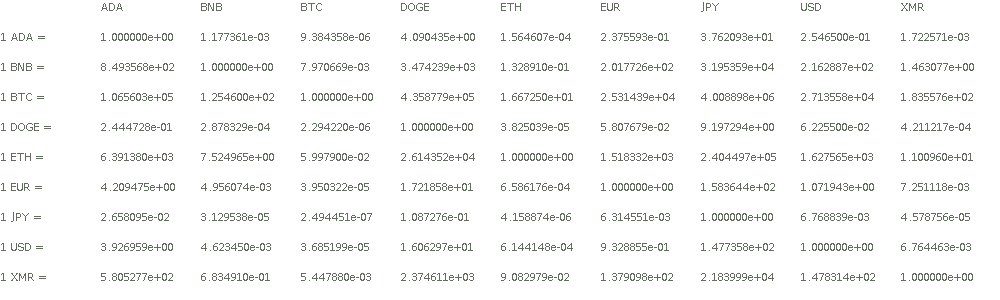 ADA BNB BTC DOGE ETH EUR JPY USD XMR
1 ADA = 1.000000e+00 1.177361e-03 9.384358e-06 4.090435e+00 1.564607e-04 2.375593e-01 3.762093e+01 2.546500e-01 1.722571e-03
1 BNB = 8.493568e+02 1.000000e+00 7.970669e-03 3.474239e+03 1.328910e-01 2.017726e+02 3.195359e+04 2.162887e+02 1.463077e+00
1 BTC = 1.065603e+05 1.254600e+02 1.000000e+00 4.358779e+05 1.667250e+01 2.531439e+04 4.008898e+06 2.713558e+04 1.835576e+02
1 DOGE = 2.444728e-01 2.878329e-04 2.294220e-06 1.000000e+00 3.825039e-05 5.807679e-02 9.197294e+00 6.225500e-02 4.211217e-04
1 ETH = 6.391380e+03 7.524965e+00 5.997900e-02 2.614352e+04 1.000000e+00 1.518332e+03 2.404497e+05 1.627565e+03 1.100960e+01
1 EUR = 4.209475e+00 4.956074e-03 3.950322e-05 1.721858e+01 6.586176e-04 1.000000e+00 1.583644e+02 1.071943e+00 7.251118e-03
1 JPY = 2.658095e-02 3.129538e-05 2.494451e-07 1.087276e-01 4.158874e-06 6.314551e-03 1.000000e+00 6.768839e-03 4.578756e-05
1 USD = 3.926959e+00 4.623450e-03 3.685199e-05 1.606297e+01 6.144148e-04 9.328855e-01 1.477358e+02 1.000000e+00 6.764463e-03
1 XMR = 5.805277e+02 6.834910e-01 5.447880e-03 2.374611e+03 9.082979e-02 1.379098e+02 2.183999e+04 1.478314e+02 1.000000e+00